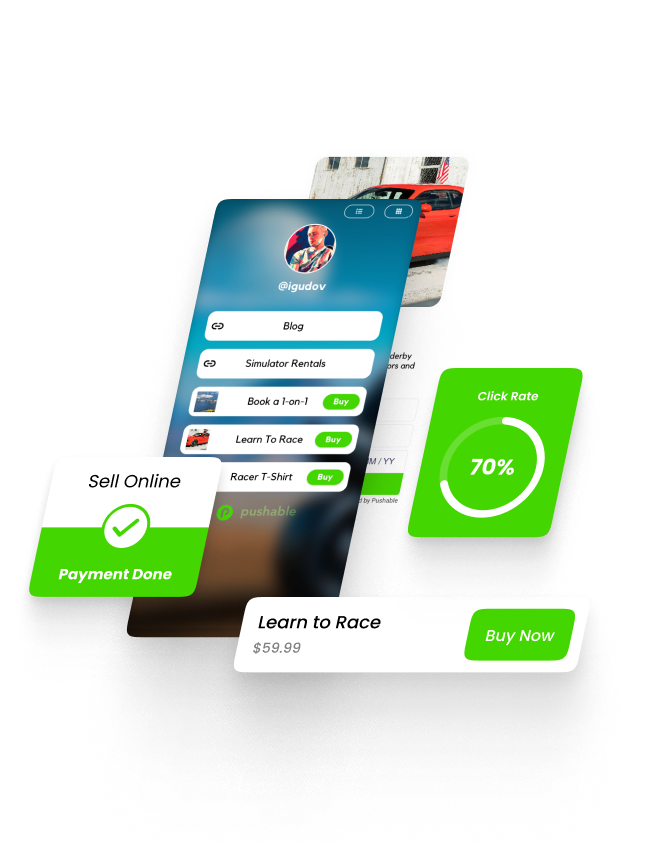 @igudov
Blog
Simulator Rentals
Book a 1-on-1
Buy
Learn To Race
Buy
Racer T-Shirt
Buy
pushable
Sell Online
Payment Done
derby
ors and
M / YY
d by Pushable
Click Rate
70%
Learn to Race
$59.99
Buy Now